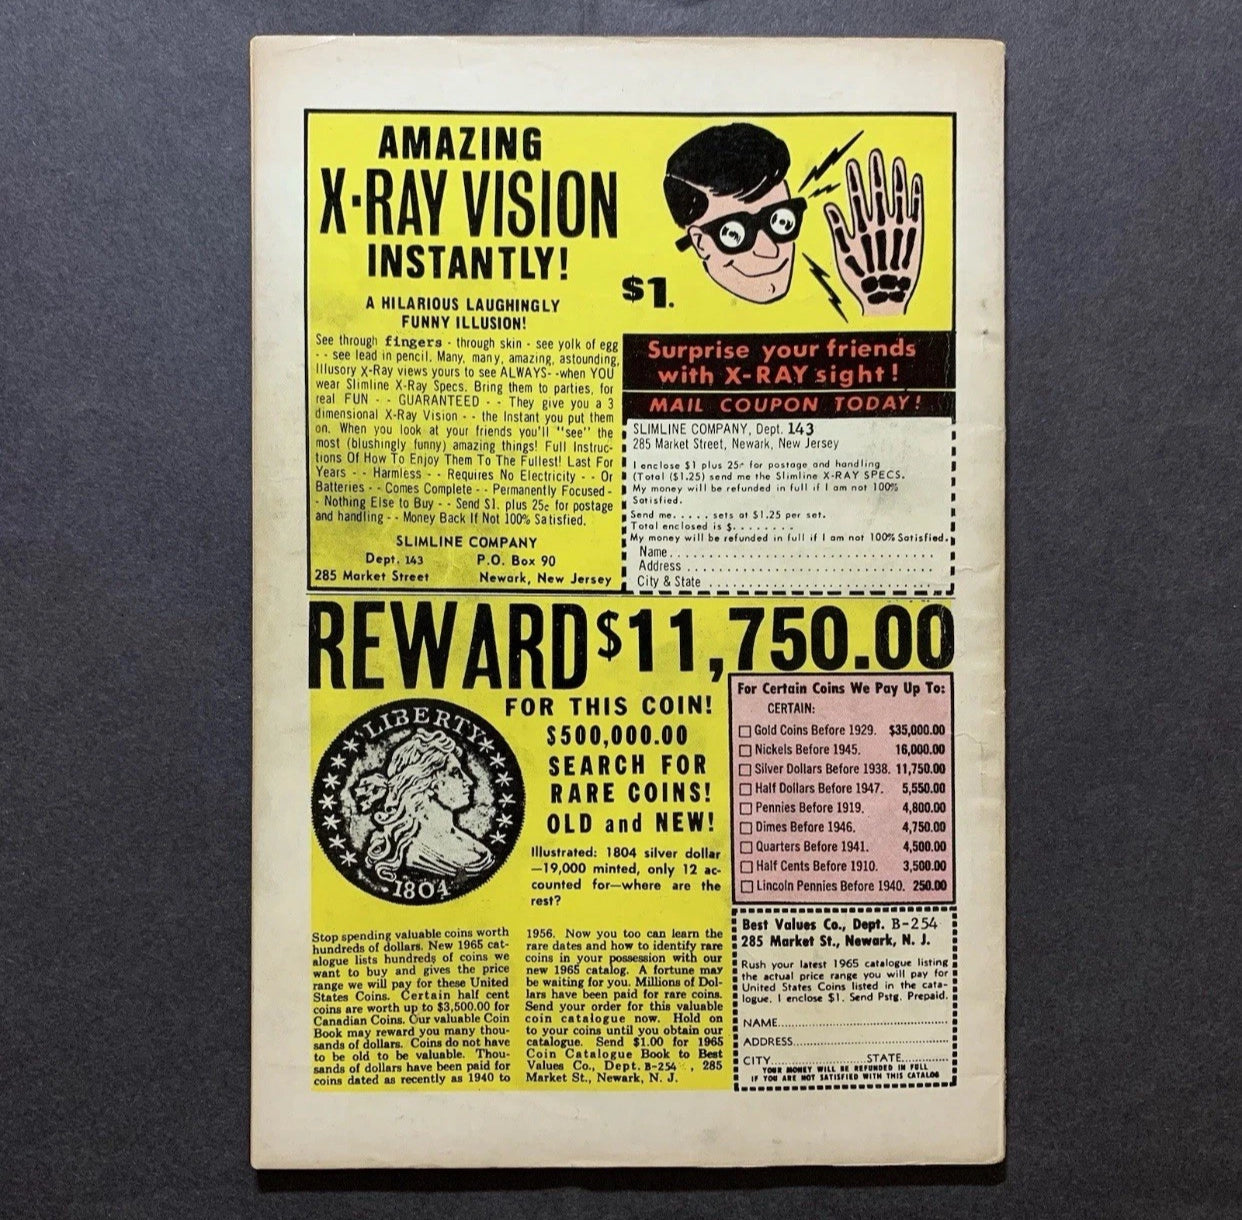 AMAZING
X-RAY VISION
INSTANTLY!
A HILARIOUS LAUGHINGLY
FUNNY ILLUSION!
See through fingers - through skin - see yolk of egg
- - see lead in pencil. Many, many, amazing, astounding,
Illusory X-Ray views yours to see ALWAYS- -when YOU
wear Slimline X-Ray Specs. Bring them to parties, for
real FUN - - GUARANTEED - - They give you a 3
dimensional X-Ray Vision - - the Instant you put them
on. When you look at your friends you'll "see" the
most (blushingly funny) amazing things! Full Instruc-
tions Of How To Enjoy Them To The Fullest! Last For
Years - - Harmless - - Requires No Electricity - - Or
Batteries - - Comes Complete - - Permanently Focused -
- Nothing Else to Buy - - Send $1. plus 25c for postage
and handling - - Money Back If Not 100% Satisfied.
SLIMLINE COMPANY
Dept. 143 P.O. Box 90
285 Market Street Newark, New Jersey
$1.
Surprise your friends
with X-RAY sight!
MAIL COUPON TODAY!
SLIMLINE COMPANY, Dept. 143
285 Market Street, Newark, New Jersey
I enclose $1 plus 25c for postage and handling
(Total ($1.25) send me the Slimline X-RAY SPECS.
My money will be refunded in full if I am not 100%
Satisfied.
Send me. . . . . sets at $1.25 per set.
Total enclosed is $. . . . . . . .
My money will be refunded in full if I am not 100% Satisfied.
Name . . . . . . . . . . . . . . . . . . . . . . . . . . . . . .
Address . . . . . . . . . . . . . . . . . . . . . . . . . . . .
City & State . . . . . . . . . . . . . . . . . . . . . . . . . .
REWARD $11,750.00
LIBERTY
1804
FOR THIS COIN!
$500,000.00
SEARCH FOR
RARE COINS!
OLD and NEW!
Illustrated: 1804 silver dollar
—19,000 minted, only 12 ac-
counted for—where are the
rest?
Stop spending valuable coins worth
hundreds of dollars. New 1965 cat-
alogue lists hundreds of coins we
want to buy and gives the price
range we will pay for these United
States Coins. Certain half cent
coins are worth up to $3,500.00 for
Canadian Coins. Our valuable Coin
Book may reward you many thou-
sands of dollars. Coins do not have
to be old to be valuable. Thou-
sands of dollars have been paid for
coins dated as recently as 1940 to
1956. Now you too can learn the
rare dates and how to identify rare
coins in your possession with our
new 1965 catalog. A fortune may
be waiting for you. Millions of Dol-
lars have been paid for rare coins.
Send your order for this valuable
coin catalogue now. Hold on
to your coins until you obtain our
catalogue. Send $1.00 for 1965
Coin Catalogue Book to Best
Values Co., Dept. B-254 , 285
Market St., Newark, N. J.
For Certain Coins We Pay Up To:
CERTAIN:
Gold Coins Before 1929. $35,000.00
Nickels Before 1945. 16,000.00
Silver Dollars Before 1938. 11,750.00
Half Dollars Before 1947. 5,550.00
Pennies Before 1919. 4,800.00
Dimes Before 1946. 4,750.00
Quarters Before 1941. 4,500.00
Half Cents Before 1910. 3,500.00
Lincoln Pennies Before 1940. 250.00
Best Values Co., Dept. B-254
285 Market St., Newark, N. J.
Rush your latest 1965 catalogue listing
the actual price range you will pay for
United States Coins listed in the cata-
logue. I enclose $1. Send Pstg. Prepaid.
NAME..............................
ADDRESS..............................
CITY....................STATE............
YOUR MONEY WILL BE REFUNDED IN FULL
IF YOU ARE NOT SATISFIED WITH THIS CATALOG